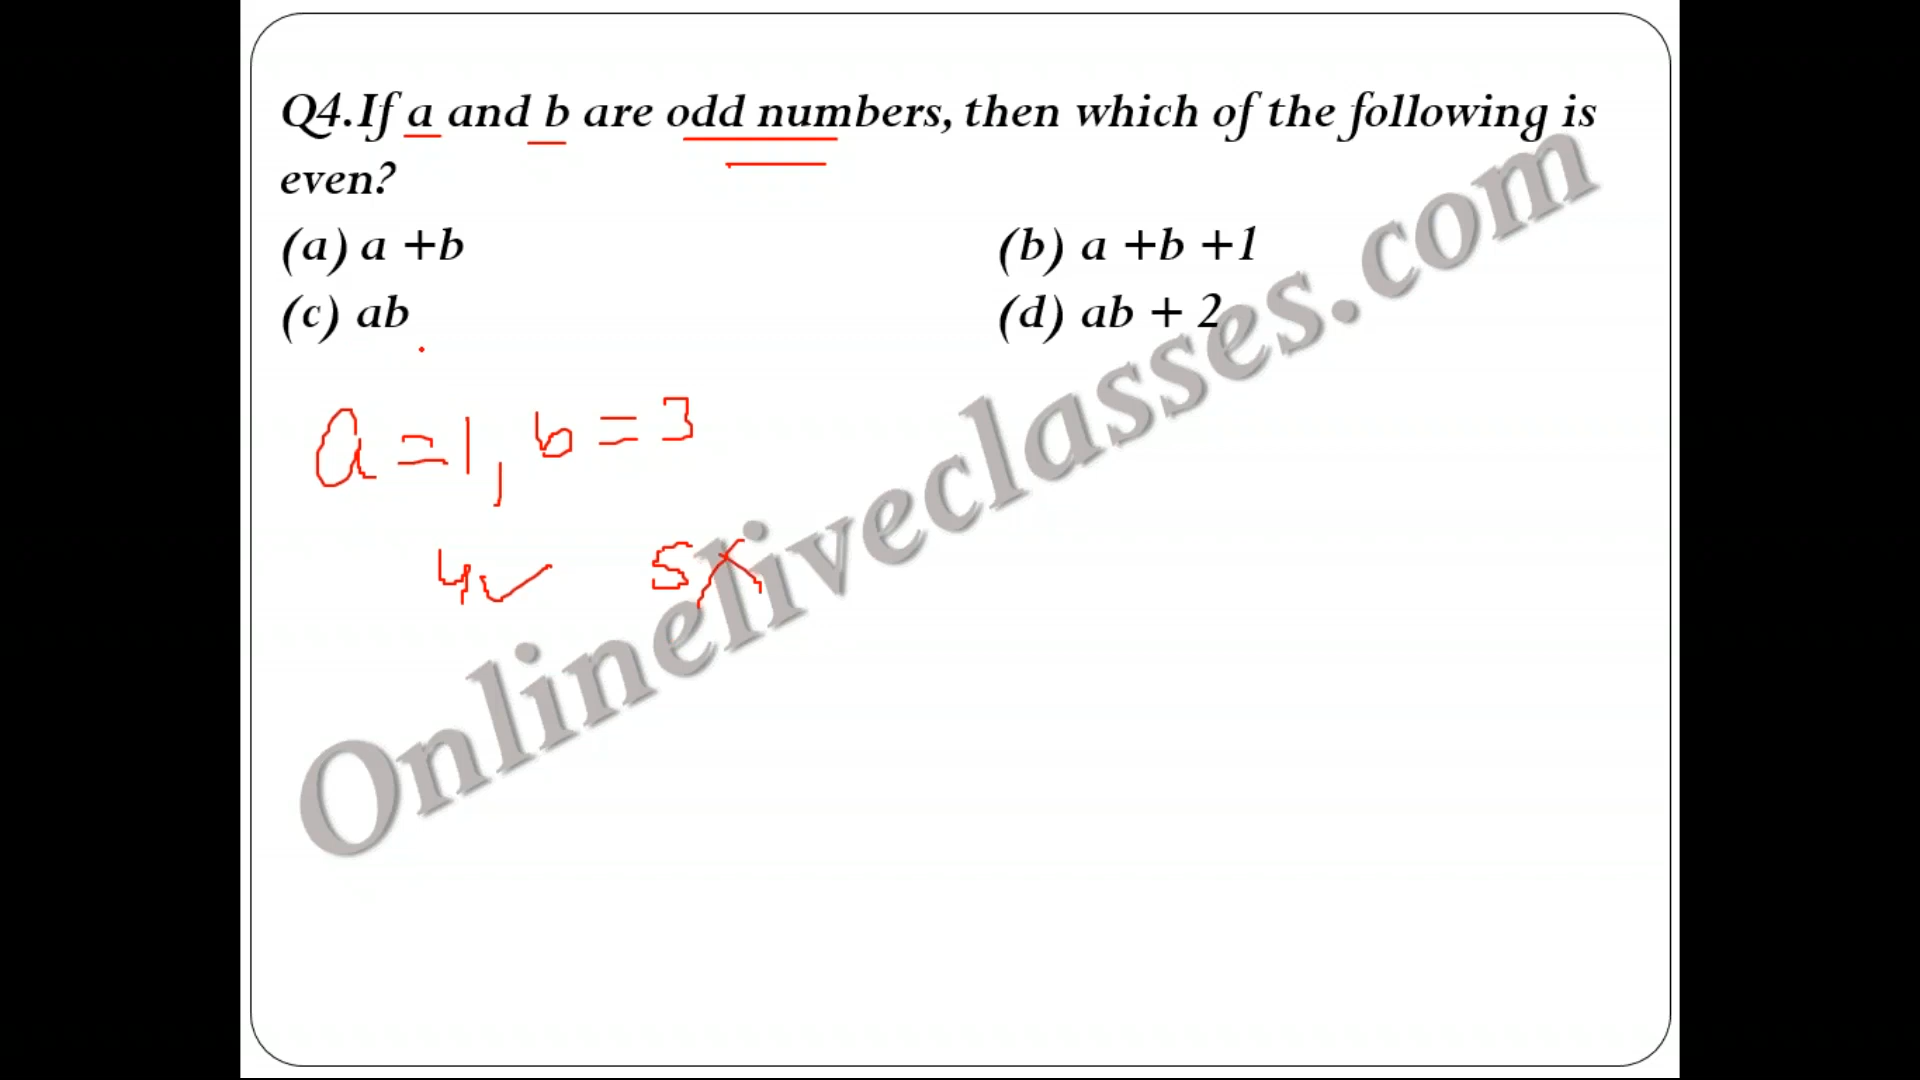 Q4.If a and b are odd numbers, then which of the following is
even?
(a) a +b (b) a +b +1
(c) ab (d) ab + 2
a = 1, b = 3
4 ✓ 5 X
Onlineliveclasses.com